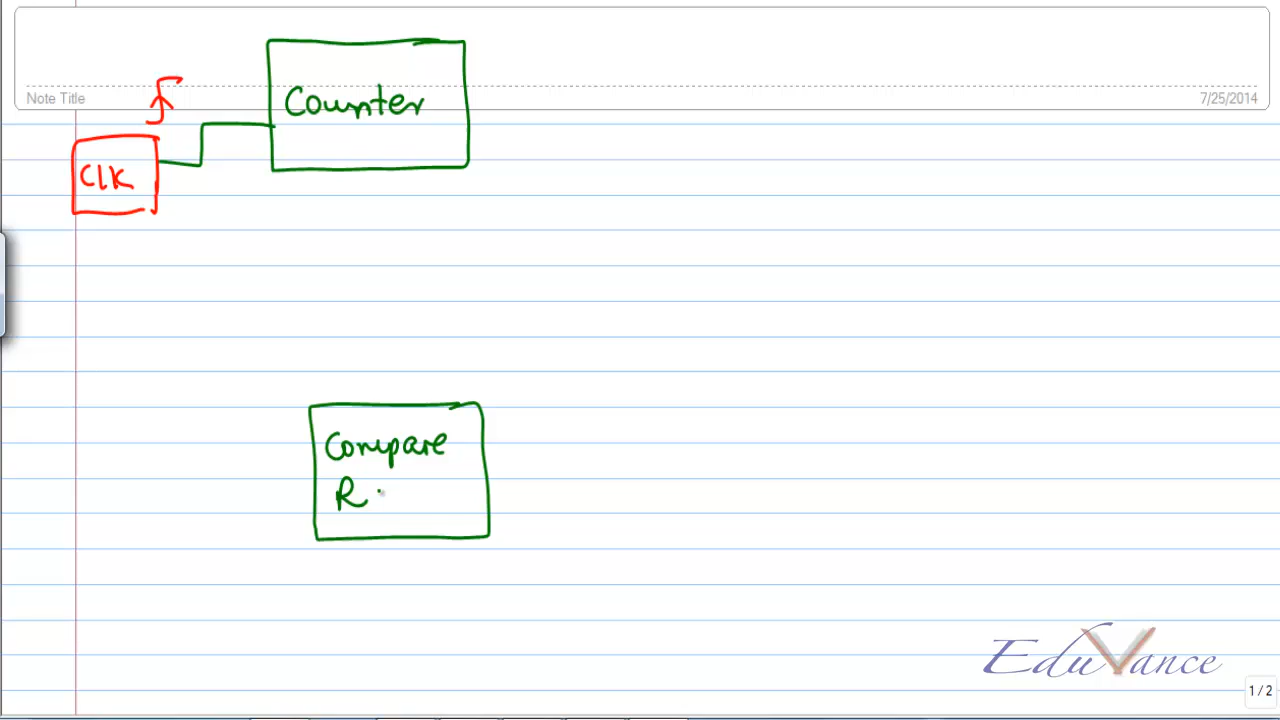 Counter
Note Title
7/25/2014
CLK
Compare
R
EduVance
1 / 2